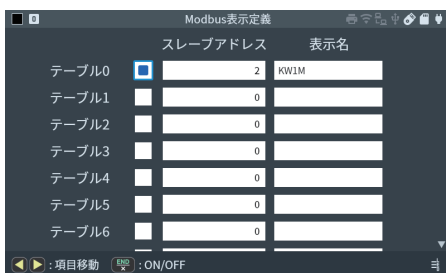 0 Modbus表示定義
スレーブアドレス 表示名
テーブル0 2 KW1M
テーブル1 0
テーブル2 0
テーブル3 0
テーブル4 0
テーブル5 0
テーブル6 0
:項目移動 END × :ON/OFF